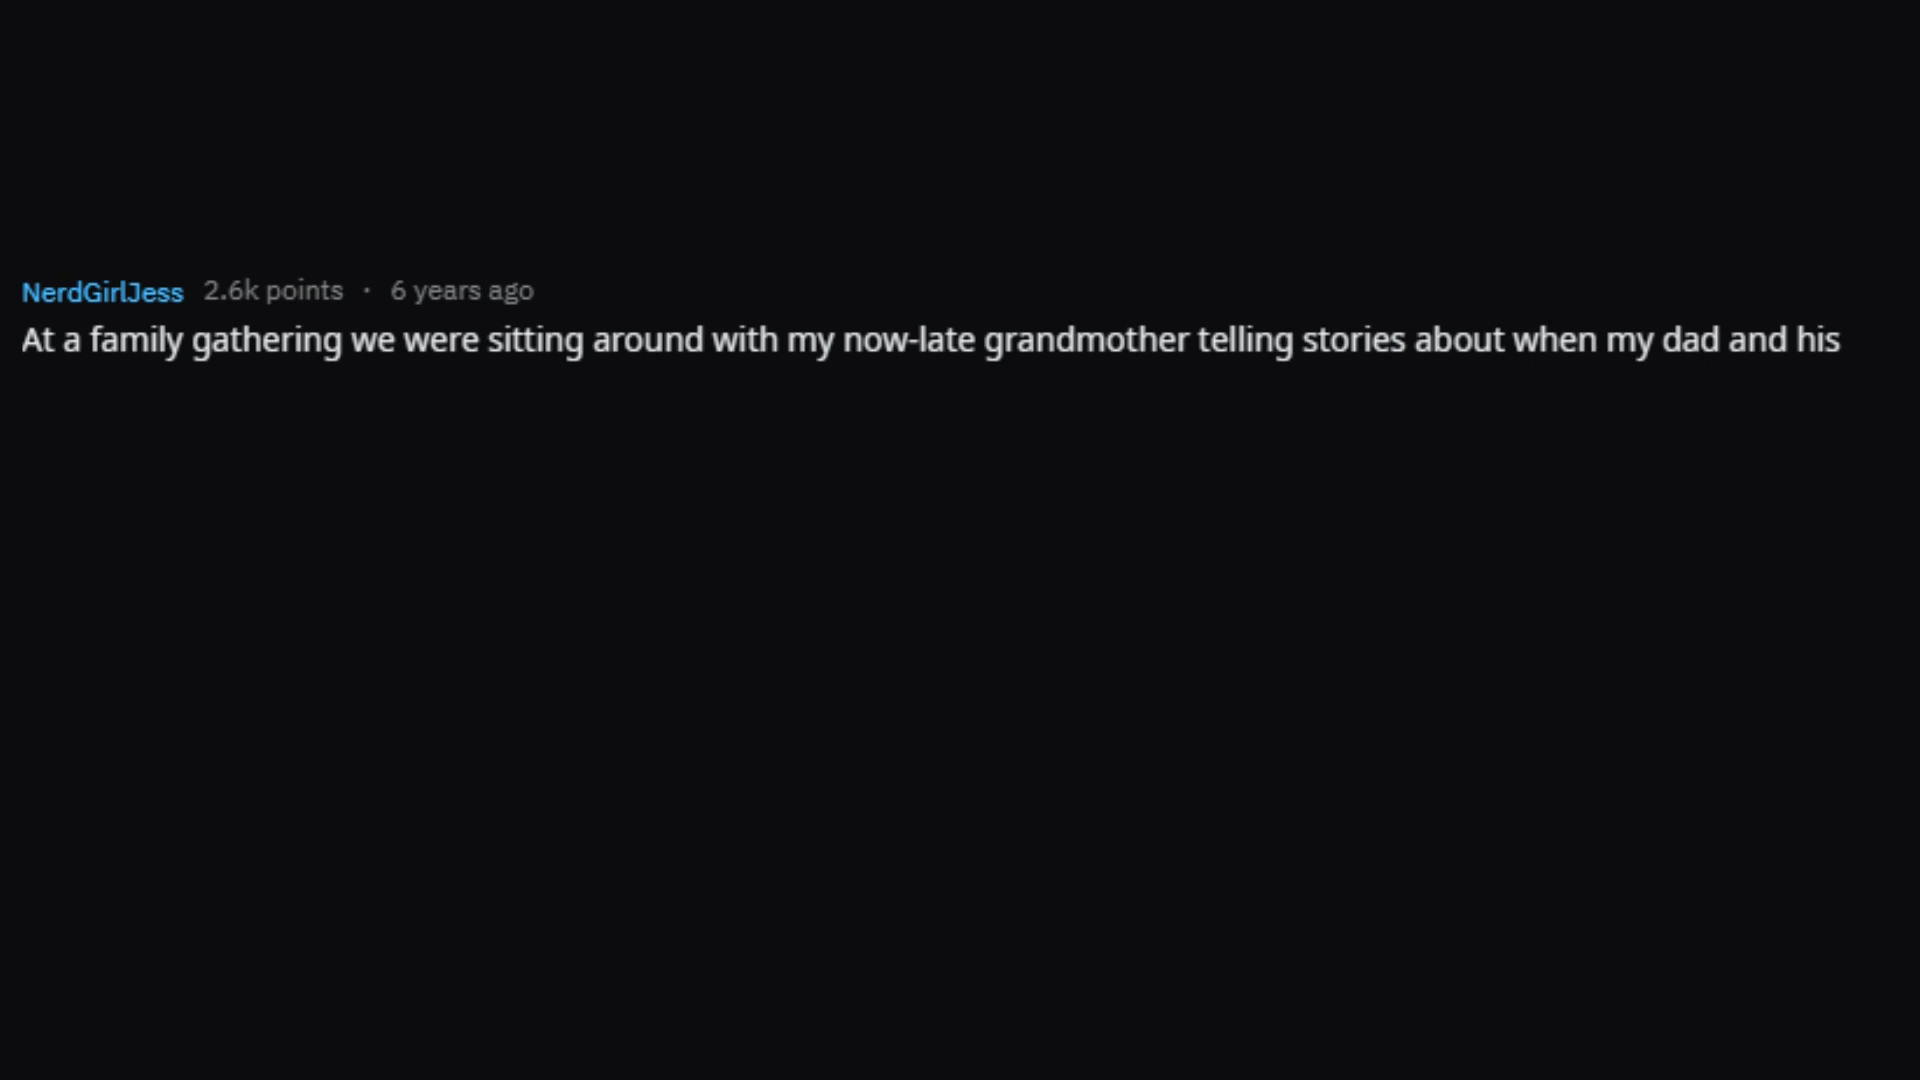 NerdGirlJess 2.6k points · 6 years ago
At a family gathering we were sitting around with my now-late grandmother telling stories about when my dad and his